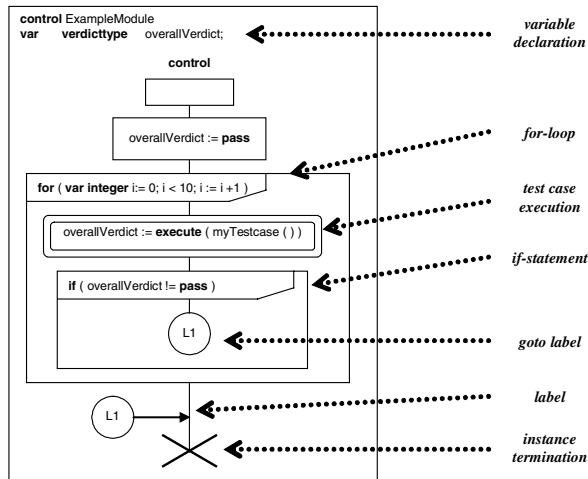 control ExampleModule
var verdicttype overallVerdict;
variable
declaration
control
overallVerdict := pass
for-loop
for ( var integer i:= 0; i < 10; i := i +1 )
test case
execution
overallVerdict := execute ( myTestcase ( ) )
if-statement
if ( overallVerdict != pass )
L1
goto label
L1
label
instance
termination